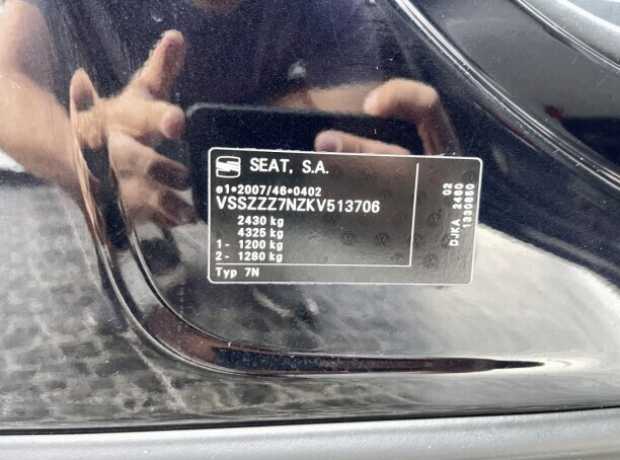 SEAT, S.A.
e1*2007/46*0402
VSSZZZ7NZKV513706
2430 kg
4325 kg
1- 1200 kg
2- 1280 kg
Typ 7N
02
DJKA 2480
1330850